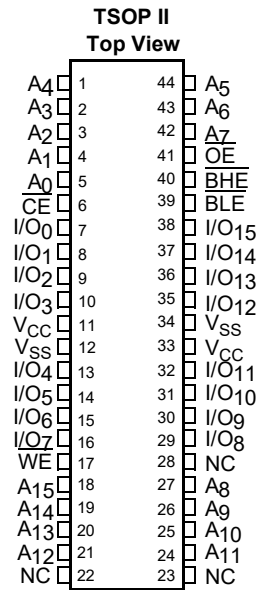 TSOP II
Top View
A4 1 44 A5
A3 2 43 A6
A2 3 42 A7
A1 4 41 OE
A0 5 40 BHE
CE 6 39 BLE
I/O0 7 38 I/O15
I/O1 8 37 I/O14
I/O2 9 36 I/O13
I/O3 10 35 I/O12
VCC 11 34 VSS
VSS 12 33 VCC
I/O4 13 32 I/O11
I/O5 14 31 I/O10
I/O6 15 30 I/O9
I/O7 16 29 I/O8
WE 17 28 NC
A15 18 27 A8
A14 19 26 A9
A13 20 25 A10
A12 21 24 A11
NC 22 23 NC